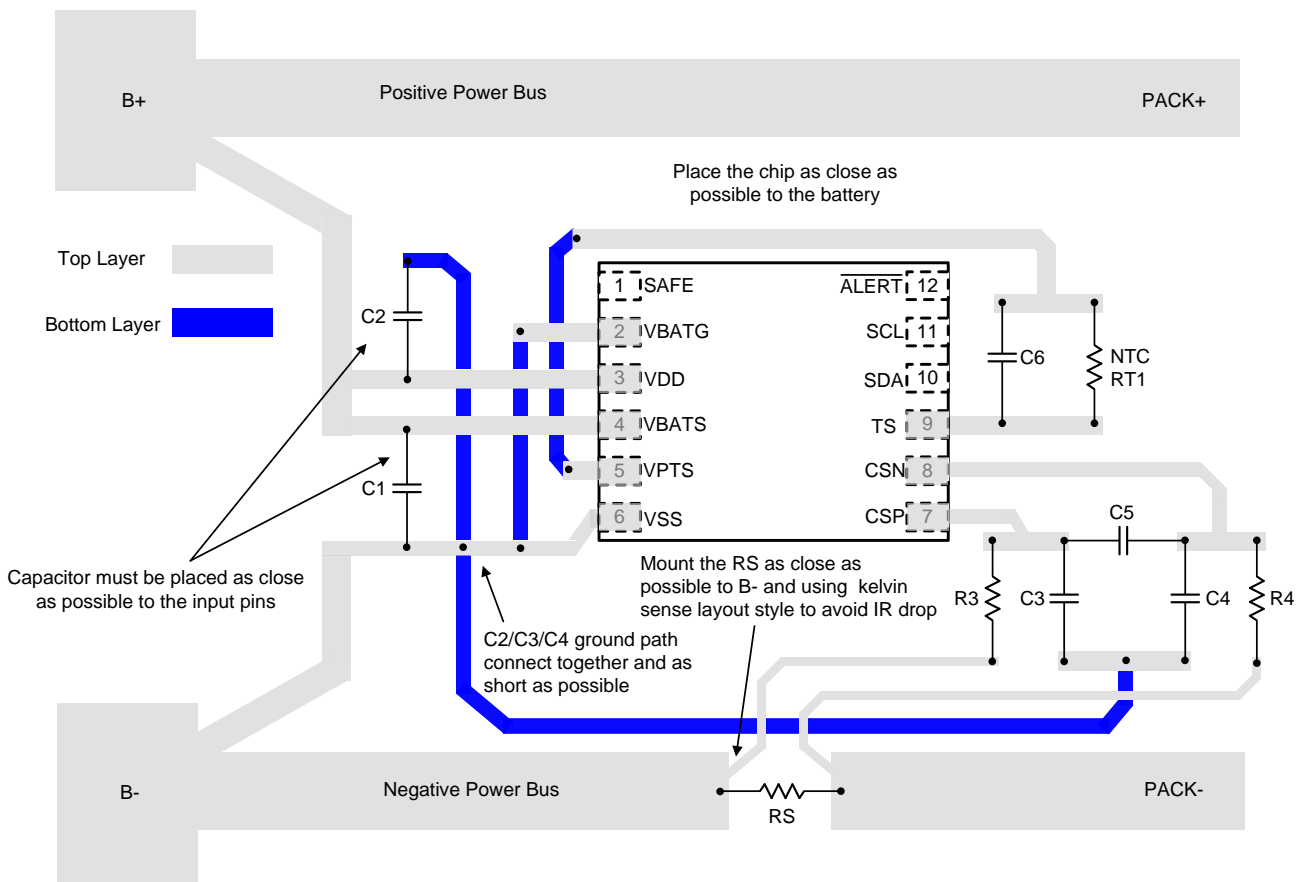 B+
Positive Power Bus
PACK+
Place the chip as close as
possible to the battery
Top Layer
Bottom Layer
C2
C1
1 SAFE
2 VBATG
3 VDD
4 VBATS
5 VPTS
6 VSS
ALERT 12
SCL 11
SDA 10
TS 9
CSN 8
CSP 7
C6
NTC
RT1
C5
R3
C3
C4
R4
Capacitor must be placed as close
as possible to the input pins
C2/C3/C4 ground path
connect together and as
short as possible
Mount the RS as close as
possible to B- and using kelvin
sense layout style to avoid IR drop
B-
Negative Power Bus
RS
PACK-